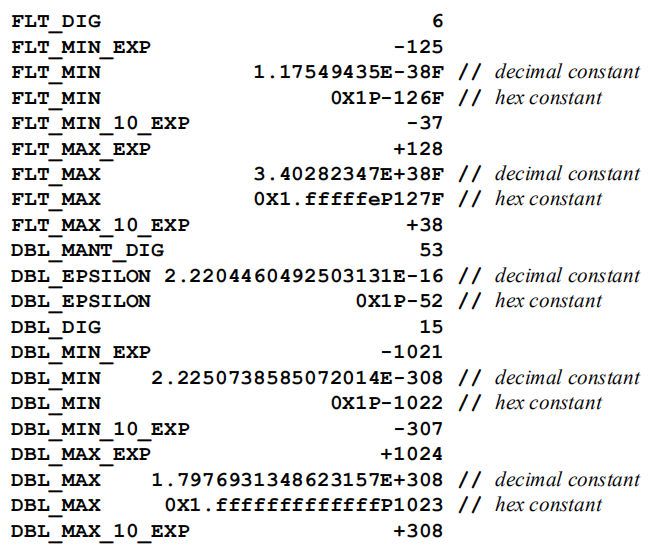 FLT_DIG 6
FLT_MIN_EXP -125
FLT_MIN 1.17549435E-38F // decimal constant
FLT_MIN 0X1P-126F // hex constant
FLT_MIN_10_EXP -37
FLT_MAX_EXP +128
FLT_MAX 3.40282347E+38F // decimal constant
FLT_MAX 0X1.fffffeP127F // hex constant
FLT_MAX_10_EXP +38
DBL_MANT_DIG 53
DBL_EPSILON 2.2204460492503131E-16 // decimal constant
DBL_EPSILON 0X1P-52 // hex constant
DBL_DIG 15
DBL_MIN_EXP -1021
DBL_MIN 2.2250738585072014E-308 // decimal constant
DBL_MIN 0X1P-1022 // hex constant
DBL_MIN_10_EXP -307
DBL_MAX_EXP +1024
DBL_MAX 1.7976931348623157E+308 // decimal constant
DBL_MAX 0X1.fffffffffffffP1023 // hex constant
DBL_MAX_10_EXP +308